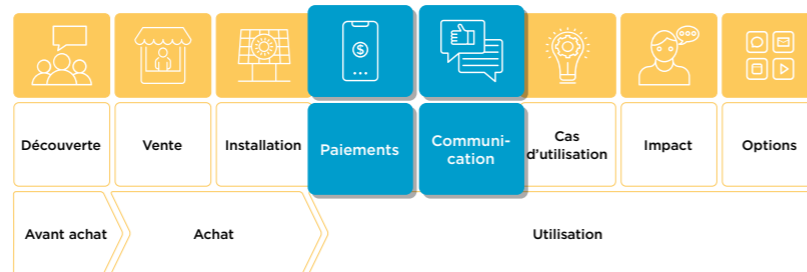 $
Découverte
Vente
Installation
Paiements
Communi-
cation
Cas
d'utilisation
Impact
Options
Avant achat
Achat
Utilisation